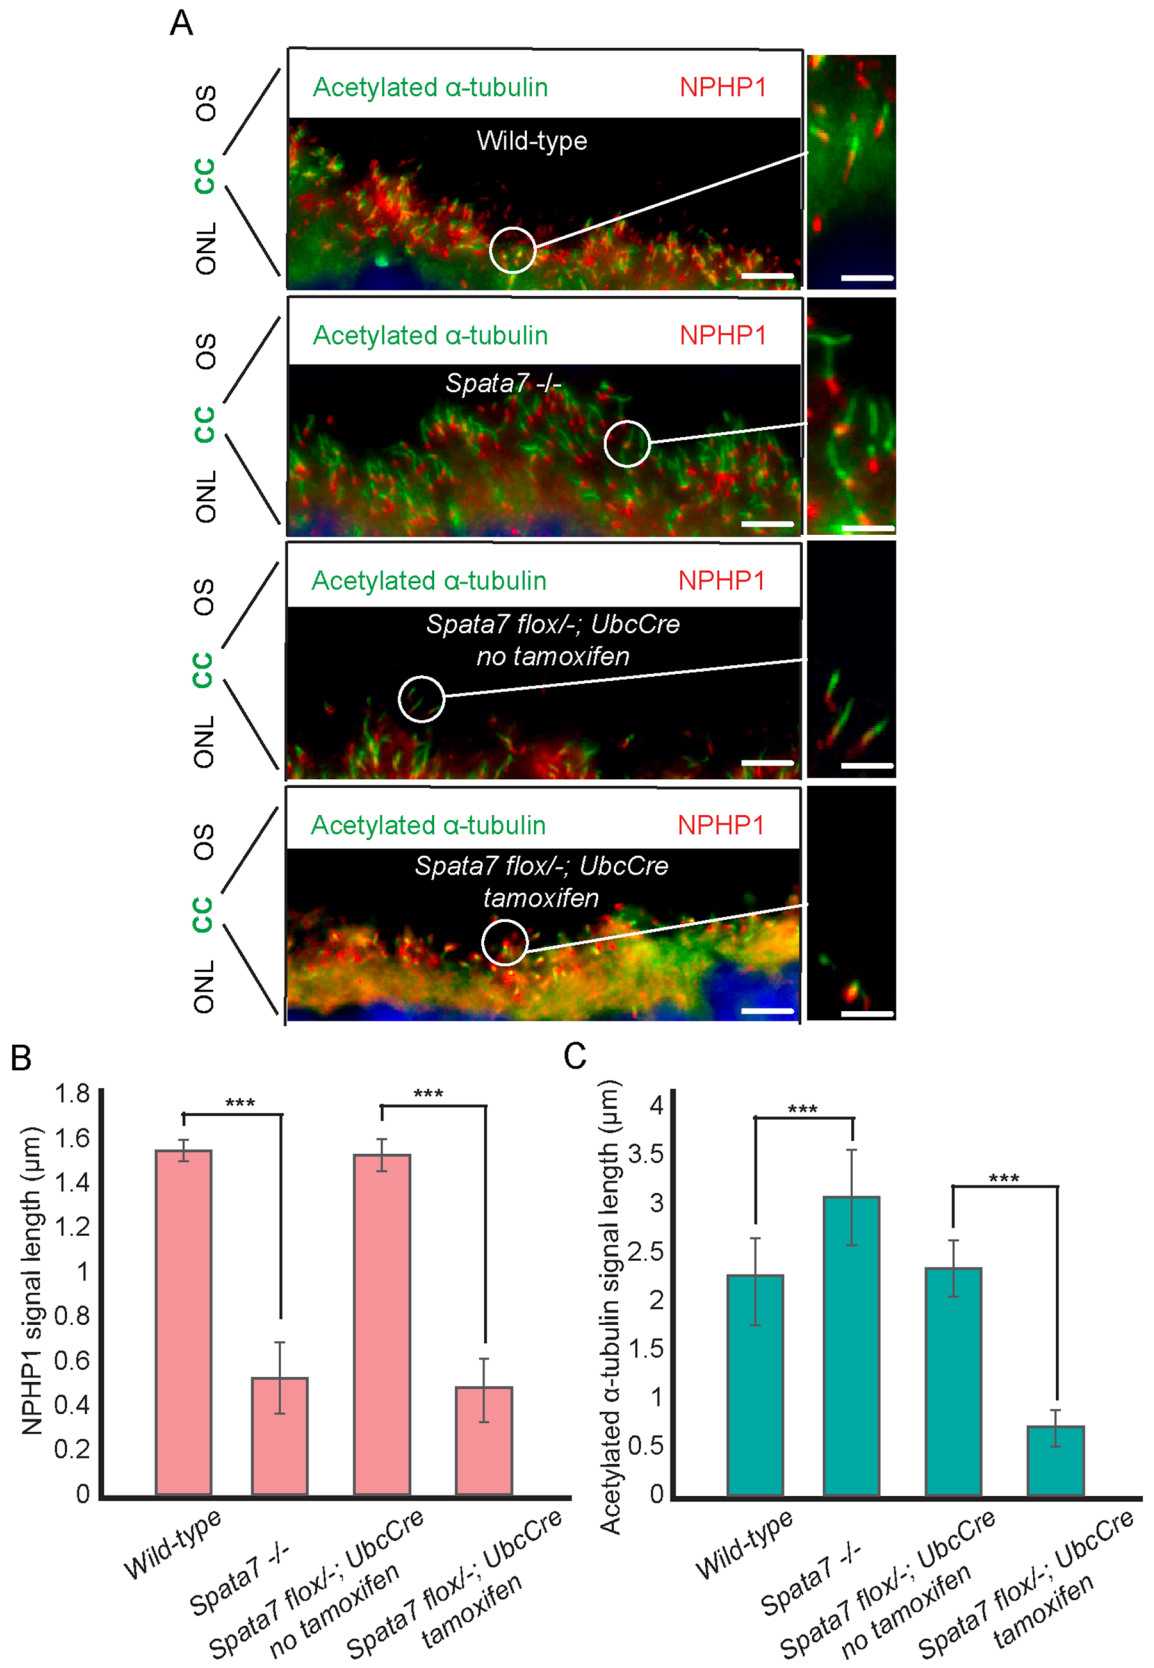 A
OS
CC
ONL
Acetylated α-tubulin NPHP1
Wild-type
OS
CC
ONL
Acetylated α-tubulin NPHP1
Spata7 -/-
OS
CC
ONL
Acetylated α-tubulin NPHP1
Spata7 flox/-; UbcCre
no tamoxifen
OS
CC
ONL
Acetylated α-tubulin NPHP1
Spata7 flox/-; UbcCre
tamoxifen
B
NPHP1 signal length (µm)
1.8
1.6
1.4
1.2
1
0.8
0.6
0.4
0.2
0
***
***
Wild-type
Spata7 -/-
Spata7 flox/-; UbcCre
no tamoxifen
Spata7 flox/-; UbcCre
tamoxifen
C
Acetylated α-tubulin signal length (µm)
4
3.5
3
2.5
2
1.5
1
0.5
0
***
***
Wild-type
Spata7 -/-
Spata7 flox/-; UbcCre
no tamoxifen
Spata7 flox/-; UbcCre
tamoxifen